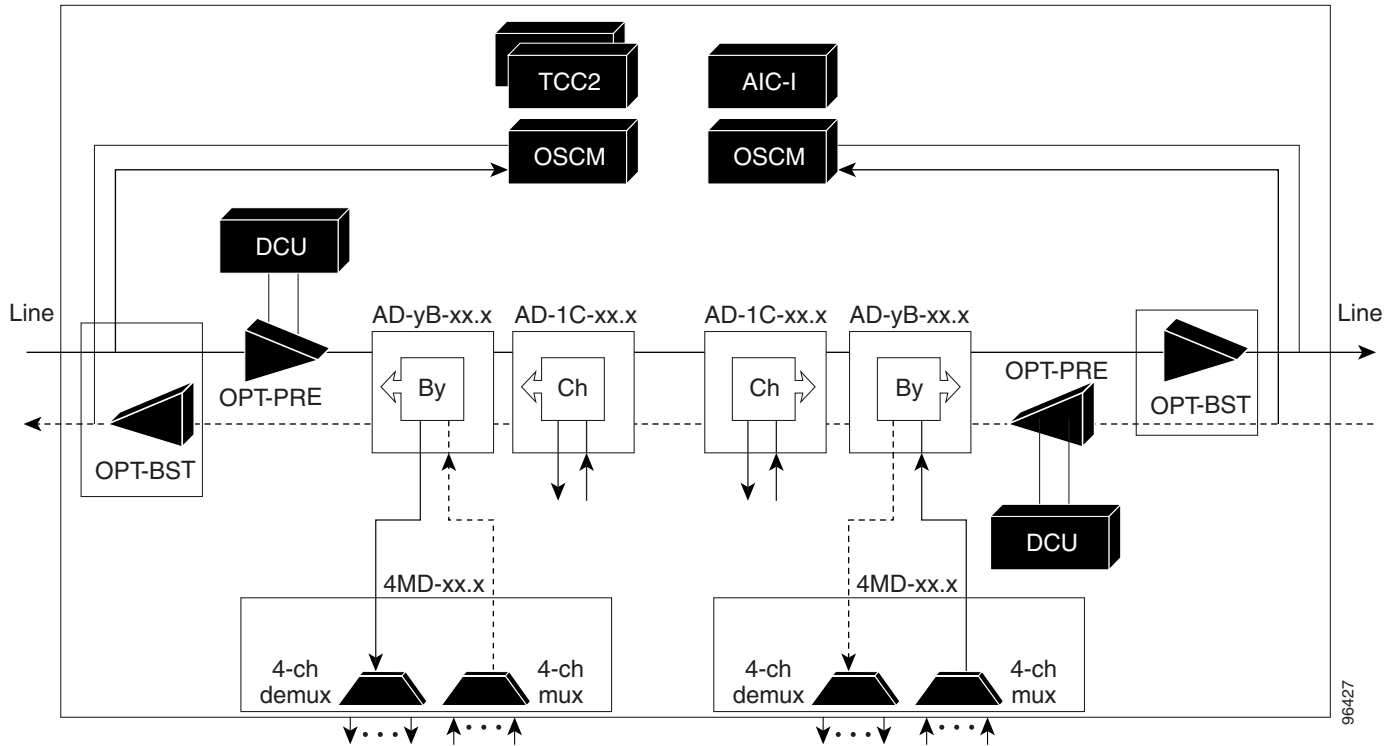 TCC2
AIC-I
OSCM
OSCM
DCU
Line
AD-yB-xx.x
AD-1C-xx.x
AD-1C-xx.x
AD-yB-xx.x
Line
By
Ch
Ch
By
OPT-PRE
OPT-PRE
OPT-BST
OPT-BST
DCU
4MD-xx.x
4MD-xx.x
4-ch
demux
4-ch
mux
4-ch
demux
4-ch
mux
96427